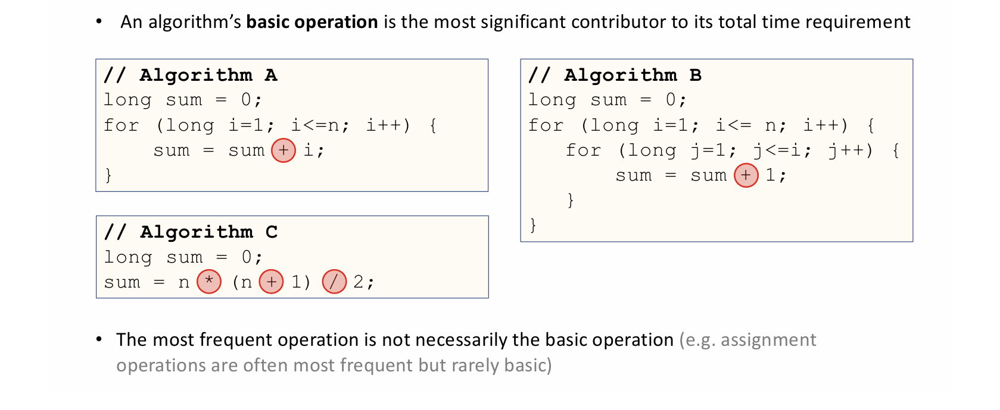 • An algorithm’s basic operation is the most significant contributor to its total time requirement
// Algorithm A
long sum = 0;
for (long i=1; i<=n; i++) {
    sum = sum + i;
}
// Algorithm B
long sum = 0;
for (long i=1; i<= n; i++) {
   for (long j=1; j<=i; j++) {
       sum = sum + 1;
   }
}
// Algorithm C
long sum = 0;
sum = n * (n + 1) / 2;
• The most frequent operation is not necessarily the basic operation (e.g. assignment
operations are often most frequent but rarely basic)